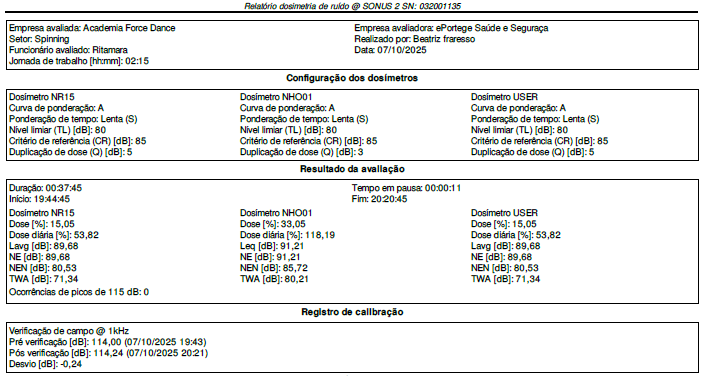 Relatório dosimetria de ruído @ SONUS 2 SN: 032001135
Empresa avaliada: Academia Force Dance
Empresa avaliadora: ePortege Saúde e Seguraça
Setor: Spinning
Realizado por: Beatriz fraresso
Funcionário avaliado: Ritamara
Data: 07/10/2025
Jornada de trabalho [hh:mm]: 02:15
Configuração dos dosímetros
Dosímetro NR15
Dosímetro NHO01
Dosímetro USER
Curva de ponderação: A
Curva de ponderação: A
Curva de ponderação: A
Ponderação de tempo: Lenta (S)
Ponderação de tempo: Lenta (S)
Ponderação de tempo: Lenta (S)
Nível limiar (TL) [dB]: 80
Nível limiar (TL) [dB]: 80
Nível limiar (TL) [dB]: 80
Critério de referência (CR) [dB]: 85
Critério de referência (CR) [dB]: 85
Critério de referência (CR) [dB]: 85
Duplicação de dose (Q) [dB]: 5
Duplicação de dose (Q) [dB]: 3
Duplicação de dose (Q) [dB]: 5
Resultado da avaliação
Duração: 00:37:45
Tempo em pausa: 00:00:11
Início: 19:44:45
Fim: 20:20:45
Dosímetro NR15
Dosímetro NHO01
Dosímetro USER
Dose [%]: 15,05
Dose [%]: 33,05
Dose [%]: 15,05
Dose diária [%]: 53,82
Dose diária [%]: 118,19
Dose diária [%]: 53,82
Lavg [dB]: 89,68
Leq [dB]: 91,21
Lavg [dB]: 89,68
NE [dB]: 89,68
NE [dB]: 91,21
NE [dB]: 89,68
NEN [dB]: 80,53
NEN [dB]: 85,72
NEN [dB]: 80,53
TWA [dB]: 71,34
TWA [dB]: 80,21
TWA [dB]: 71,34
Ocorrências de picos de 115 dB: 0
Registro de calibração
Verificação de campo @ 1kHz
Pré verificação [dB]: 114,00 (07/10/2025 19:43)
Pós verificação [dB]: 114,24 (07/10/2025 20:21)
Desvio [dB]: -0,24